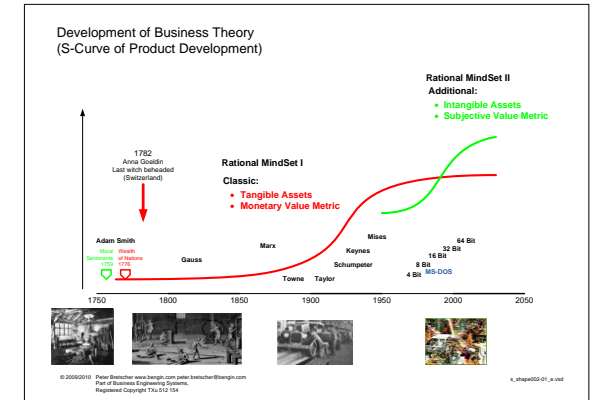 Development of Business Theory
(S-Curve of Product Development)
Rational MindSet II
Additional:
• Intangible Assets
• Subjective Value Metric
1782
Anna Goeldin
Last witch beheaded
(Switzerland)
Rational MindSet I
Classic:
• Tangible Assets
• Monetary Value Metric
Adam Smith
Moral
Sentiments
1759
Wealth
of Nations
1776
Gauss
Marx
Towne
Taylor
Schumpeter
Keynes
Mises
4 Bit
8 Bit
MS-DOS
16 Bit
32 Bit
64 Bit
1750 1800 1850 1900 1950 2000 2050
© 2009/2010 Peter Bretscher www.bengin.com peter.bretscher@bengin.com
Part of Business Engineering Systems,
Registered Copyright TXu 512 154
s_shape002-01_e.vsd